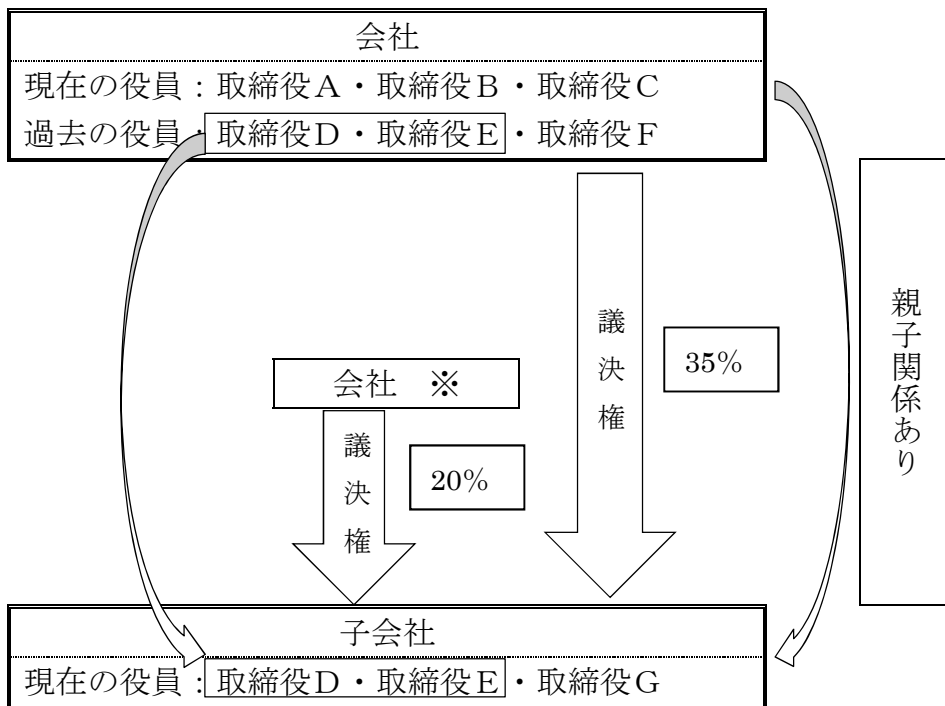 会社
現在の役員:取締役A・取締役B・取締役C
過去の役員:取締役D・取締役E・取締役F
親子関係あり
議決権
35%
会社 ※
議決権
20%
子会社
現在の役員:取締役D・取締役E・取締役G